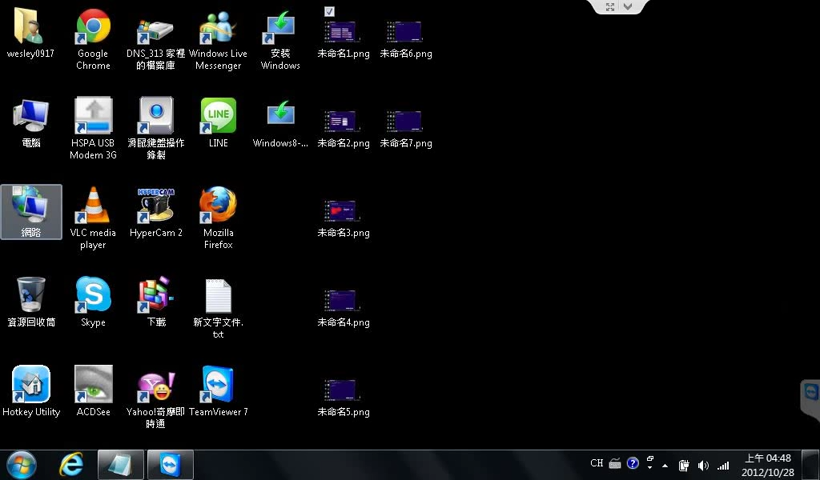 wesley0917
Google
Chrome
DNS_313 家裡
的檔案庫
Windows Live
Messenger
安裝
Windows
未命名1.png
未命名6.png
電腦
HSPA USB
Modem 3G
滑鼠鍵盤操作
錄製
LINE
LINE
Windows8-...
未命名2.png
未命名7.png
網路
VLC media
player
HYPERCAM
HyperCam 2
Mozilla
Firefox
未命名3.png
資源回收筒
Skype
下載
新文字文件.
txt
未命名4.png
Hotkey Utility
ACDSee
Yahoo!奇摩即
時通
TeamViewer 7
未命名5.png
CH
上午 04:48
2012/10/28